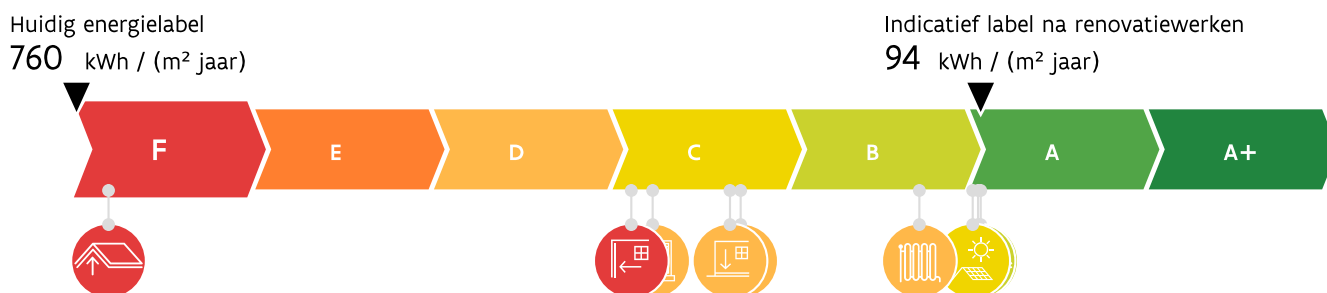 Huidig energielabel
760 kWh / (m² jaar)
Indicatief label na renovatiewerken
94 kWh / (m² jaar)
F E D C B A A+